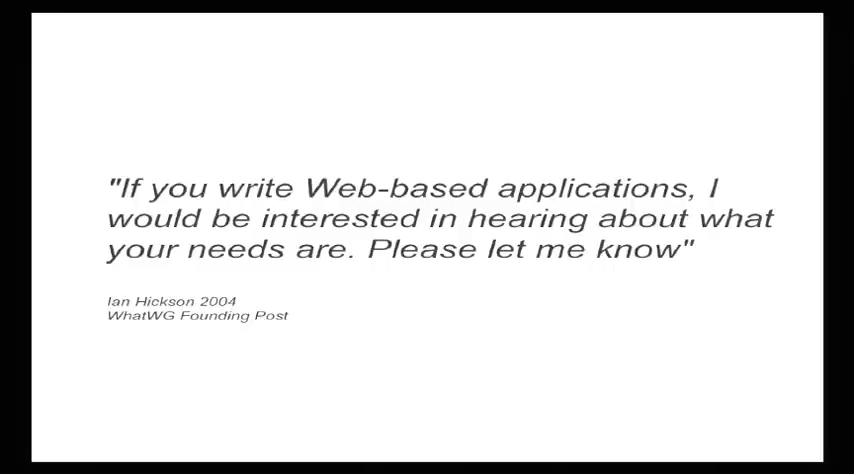 "If you write Web-based applications, I
would be interested in hearing about what
your needs are. Please let me know"
Ian Hickson 2004
WhatWG Founding Post